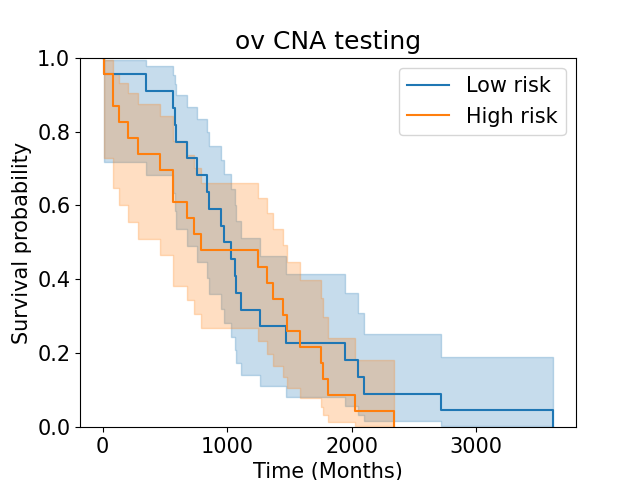 ov CNA testing
Low risk
High risk
Survival probability
1.0
0.8
0.6
0.4
0.2
0.0
0
1000
2000
3000
Time (Months)